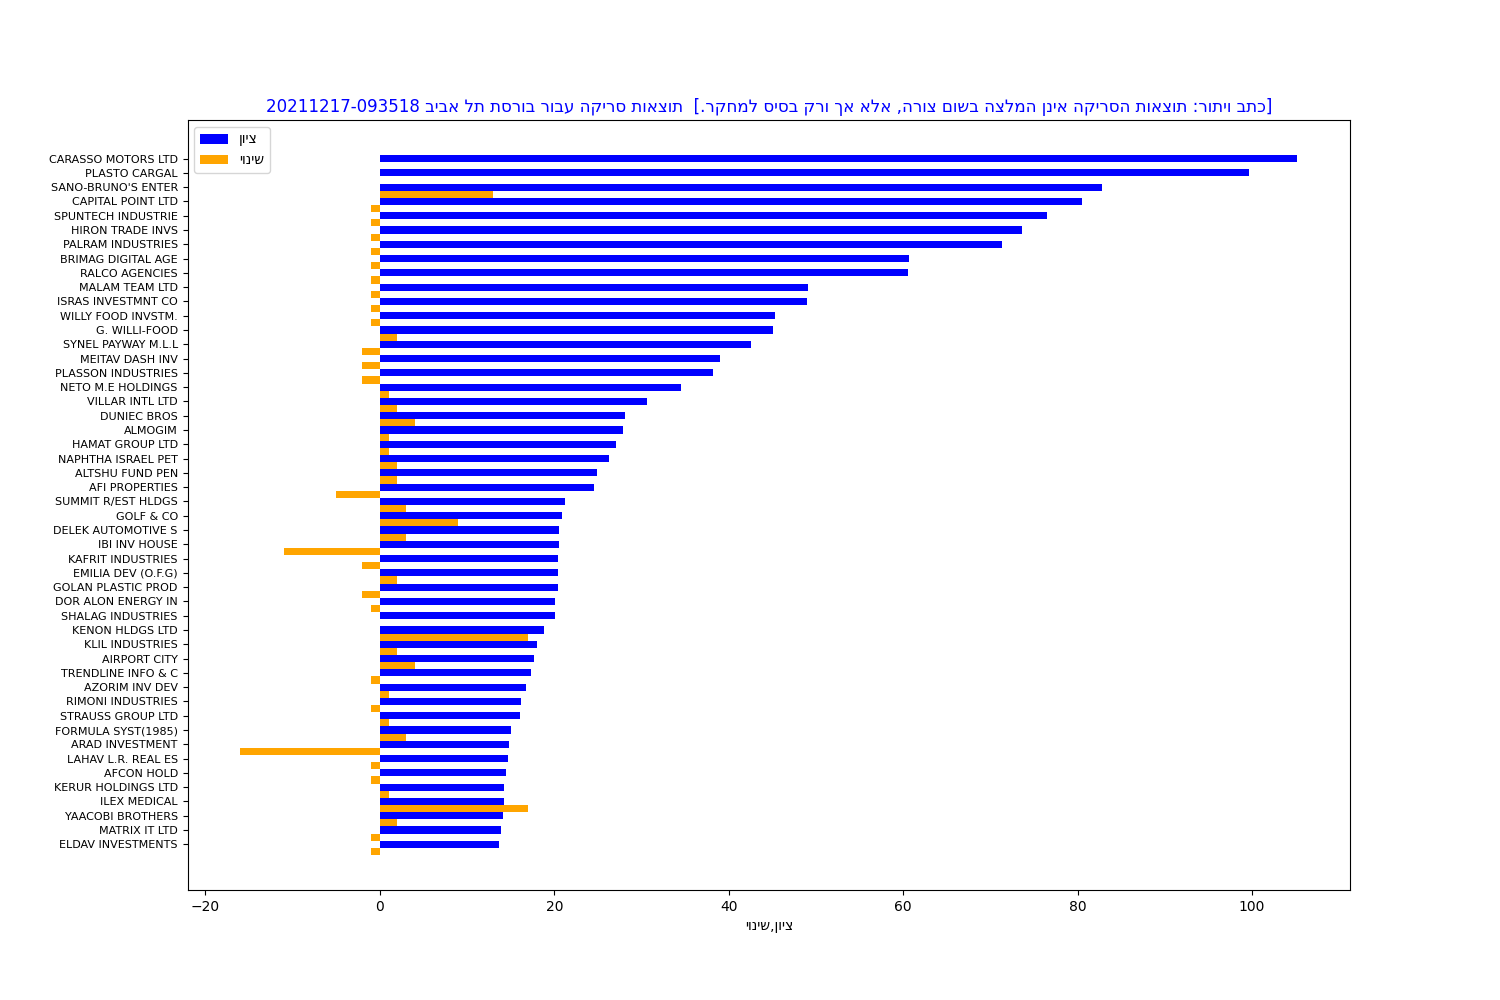 [כתב ויתור: תוצאות הסריקה אינן המלצה בשום צורה, אלא אך ורק בסיס למחקר.] תוצאות סריקה עבור בורסת תל אביב 20211217-093518
ציון
שינוי
CARASSO MOTORS LTD
PLASTO CARGAL
SANO-BRUNO'S ENTER
CAPITAL POINT LTD
SPUNTECH INDUSTRIE
HIRON TRADE INVS
PALRAM INDUSTRIES
BRIMAG DIGITAL AGE
RALCO AGENCIES
MALAM TEAM LTD
ISRAS INVESTMNT CO
WILLY FOOD INVSTM.
G. WILLI-FOOD
SYNEL PAYWAY M.L.L
MEITAV DASH INV
PLASSON INDUSTRIES
NETO M.E HOLDINGS
VILLAR INTL LTD
DUNIEC BROS
ALMOGIM
HAMAT GROUP LTD
NAPHTHA ISRAEL PET
ALTSHU FUND PEN
AFI PROPERTIES
SUMMIT R/EST HLDGS
GOLF & CO
DELEK AUTOMOTIVE S
IBI INV HOUSE
KAFRIT INDUSTRIES
EMILIA DEV (O.F.G)
GOLAN PLASTIC PROD
DOR ALON ENERGY IN
SHALAG INDUSTRIES
KENON HLDGS LTD
KLIL INDUSTRIES
AIRPORT CITY
TRENDLINE INFO & C
AZORIM INV DEV
RIMONI INDUSTRIES
STRAUSS GROUP LTD
FORMULA SYST(1985)
ARAD INVESTMENT
LAHAV L.R. REAL ES
AFCON HOLD
KERUR HOLDINGS LTD
ILEX MEDICAL
YAACOBI BROTHERS
MATRIX IT LTD
ELDAV INVESTMENTS
−20 0 20 40 60 80 100
ציון,שינוי